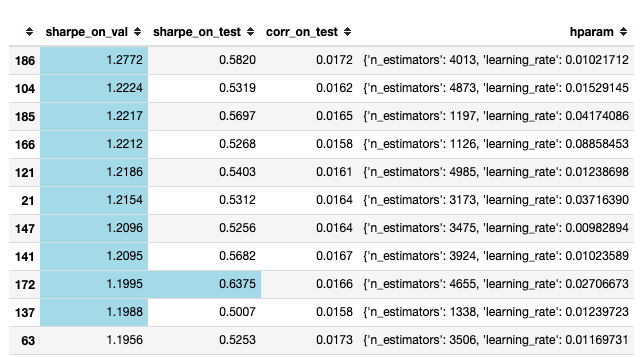 sharpe_on_val sharpe_on_test corr_on_test hparam
186 1.2772 0.5820 0.0172 {'n_estimators': 4013, 'learning_rate': 0.01021712
104 1.2224 0.5319 0.0162 {'n_estimators': 4873, 'learning_rate': 0.01529145
185 1.2217 0.5697 0.0165 {'n_estimators': 1197, 'learning_rate': 0.04174086
166 1.2212 0.5268 0.0158 {'n_estimators': 1126, 'learning_rate': 0.08858453
121 1.2186 0.5403 0.0161 {'n_estimators': 4985, 'learning_rate': 0.01238698
21 1.2154 0.5312 0.0164 {'n_estimators': 3173, 'learning_rate': 0.03716390
147 1.2096 0.5256 0.0164 {'n_estimators': 3475, 'learning_rate': 0.00982894
141 1.2095 0.5682 0.0167 {'n_estimators': 3924, 'learning_rate': 0.01023589
172 1.1995 0.6375 0.0166 {'n_estimators': 4655, 'learning_rate': 0.02706673
137 1.1988 0.5007 0.0158 {'n_estimators': 1338, 'learning_rate': 0.01239723
63 1.1956 0.5253 0.0173 {'n_estimators': 3506, 'learning_rate': 0.01169731